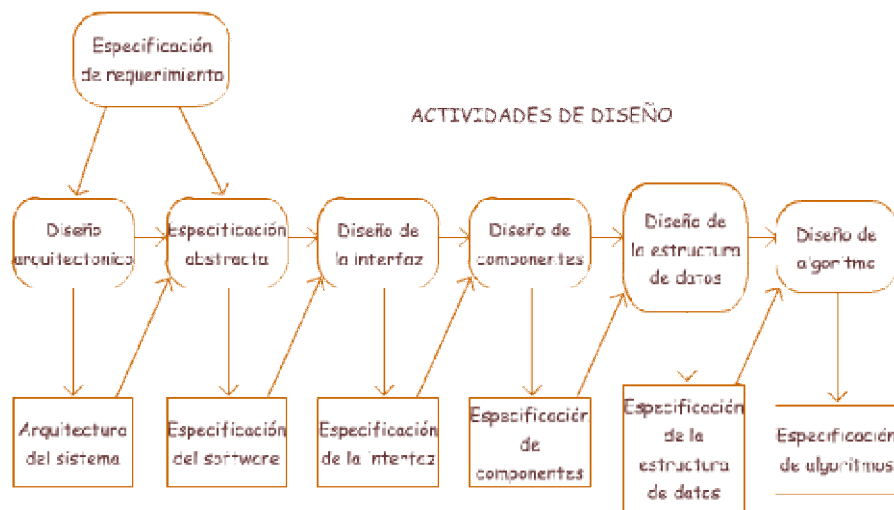 Especificación
de requerimiento
ACTIVIDADES DE DISEÑO
Diseño
arquitectonico
Especificación
abstracta
Diseño de
la interfaz
Diseño de
componentes
Diseño de
la estructura
de datos
Diseño de
algoritmo
Arquitectura
del sistema
Especificación
del software
Especificación
de la interfaz
Especificación
de
componentes
Especificación
de la
estructura
de datos
Especificación
de algoritmos